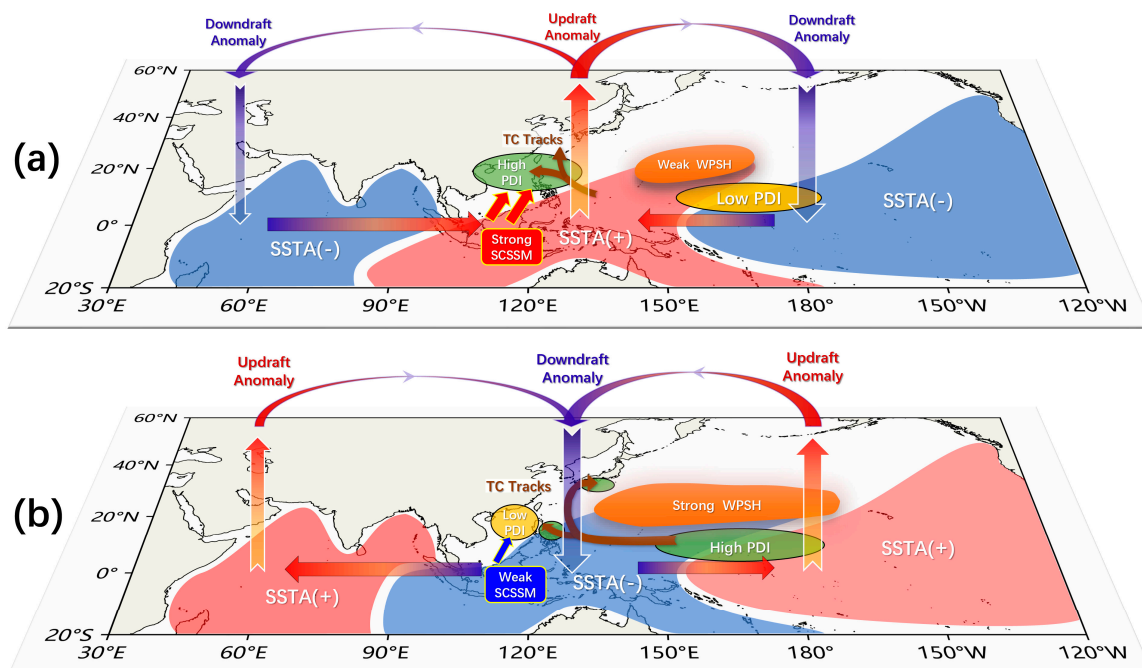 Downdraft
Anomaly
Updraft
Anomaly
Downdraft
Anomaly
60°N
40°N
20°N
0°
20°S
(a)
TC Tracks
High
PDI
Weak WPSH
Low PDI
SSTA(-)
SSTA(-)
Strong
SCSSM
SSTA(+)
30°E
60°E
90°E
120°E
150°E
180°
150°W
120°W
Updraft
Anomaly
Downdraft
Anomaly
Updraft
Anomaly
60°N
40°N
20°N
0°
20°S
(b)
TC Tracks
Low
PDI
Strong WPSH
High PDI
SSTA(+)
SSTA(+)
Weak
SCSSM
SSTA(-)
30°E
60°E
90°E
120°E
150°E
180°
150°W
120°W